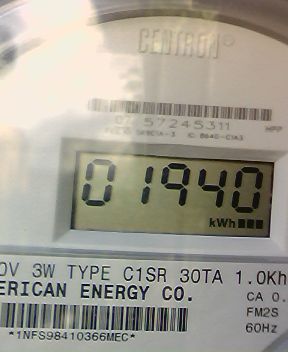 CENTRON®
07 57245311
01940
kWh
0V 3W TYPE C1SR 30TA 1.0Kh
ERICAN ENERGY CO.
CA 0.
FM2S
60Hz
*1NFS98410366MEC*